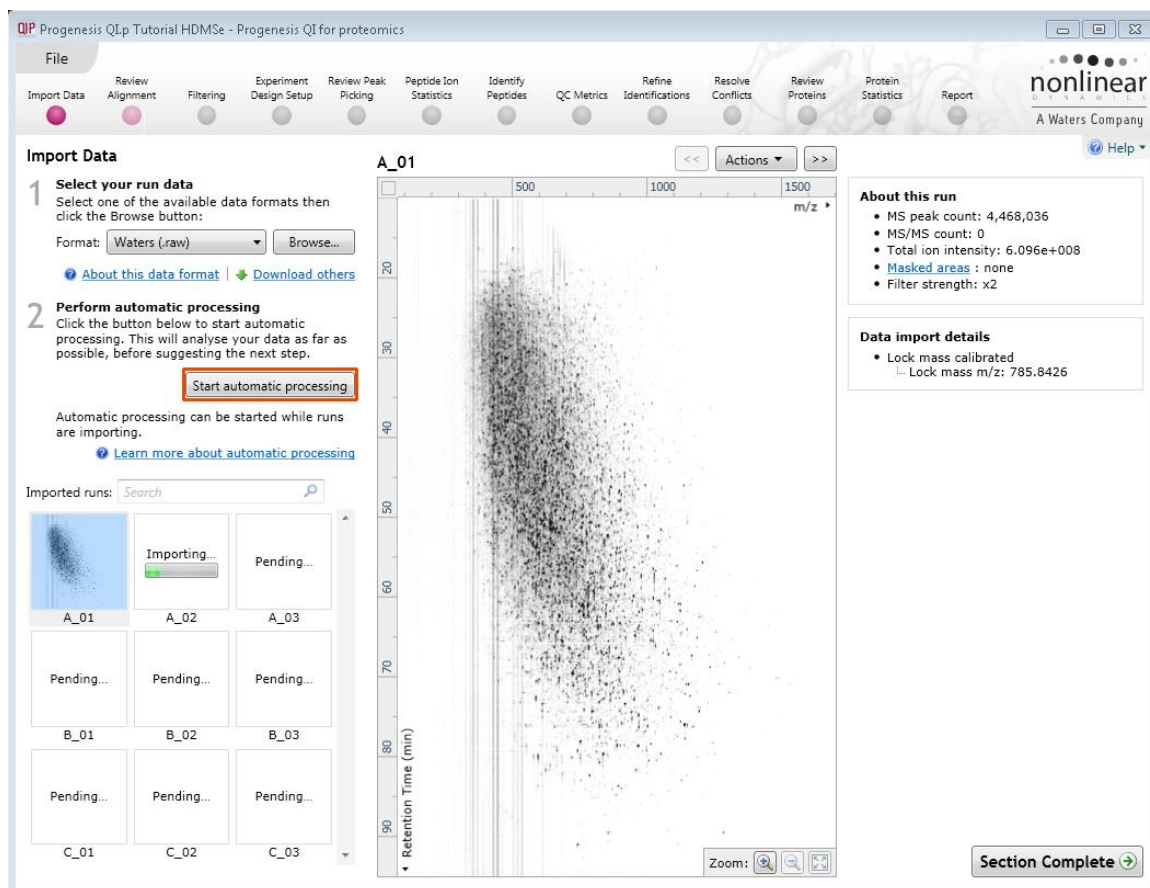 QIP Progenesis QI.p Tutorial HDMSe - Progenesis QI for proteomics
File
Import Data
Review Alignment
Filtering
Experiment Design Setup
Review Peak Picking
Peptide Ion Statistics
Identify Peptides
QC Metrics
Refine Identifications
Resolve Conflicts
Review Proteins
Protein Statistics
Report
nonlinear
DYNAMICS
A Waters Company
Help
Import Data
1 Select your run data
Select one of the available data formats then
click the Browse button:
Format: Waters (.raw) Browse...
About this data format | Download others
2 Perform automatic processing
Click the button below to start automatic
processing. This will analyse your data as far as
possible, before suggesting the next step.
Start automatic processing
Automatic processing can be started while runs
are importing.
Learn more about automatic processing
Imported runs: Search
Importing... Pending...
A_01 A_02 A_03
Pending... Pending... Pending...
B_01 B_02 B_03
Pending... Pending... Pending...
C_01 C_02 C_03
A_01 << Actions >>
500 1000 1500
m/z
20
30
40
50
60
70
80
90
Retention Time (min)
Zoom:
About this run
• MS peak count: 4,468,036
• MS/MS count: 0
• Total ion intensity: 6.096e+008
• Masked areas : none
• Filter strength: x2
Data import details
• Lock mass calibrated
Lock mass m/z: 785.8426
Section Complete